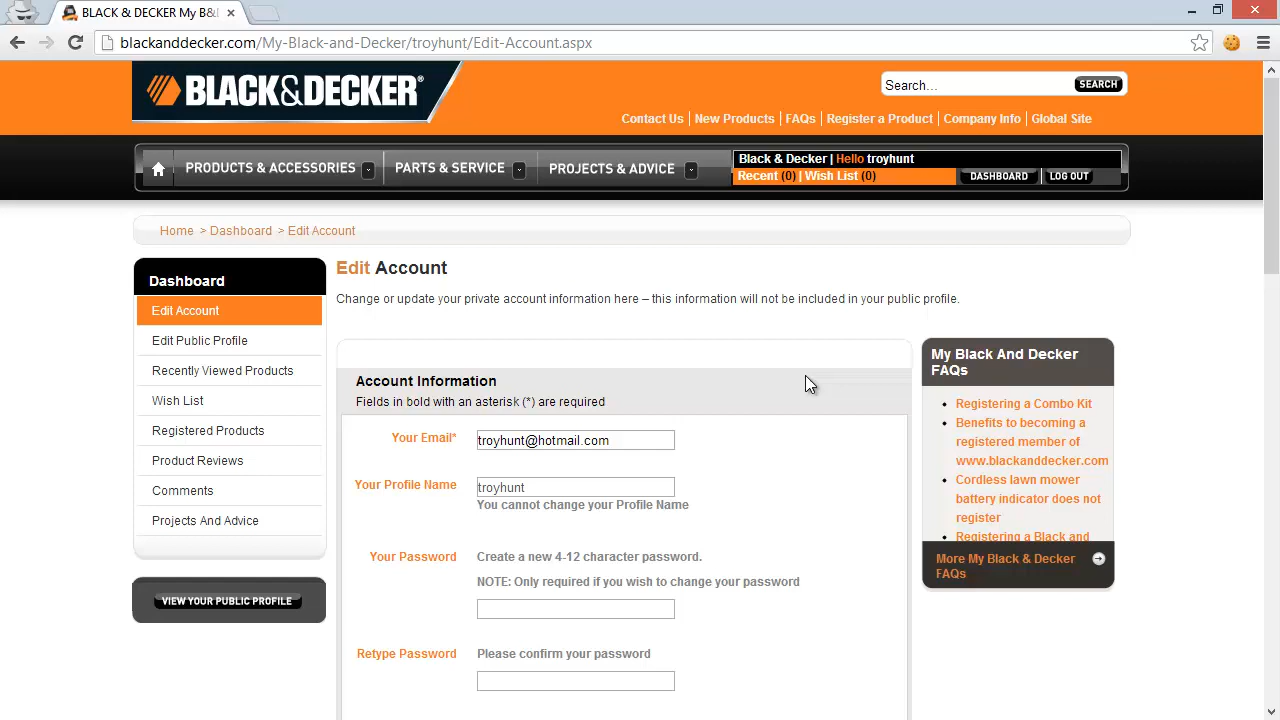 BLACK & DECKER My B&
blackanddecker.com/My-Black-and-Decker/troyhunt/Edit-Account.aspx
BLACK&DECKER®
Search... SEARCH
Contact Us | New Products | FAQs | Register a Product | Company Info | Global Site
PRODUCTS & ACCESSORIES PARTS & SERVICE PROJECTS & ADVICE
Black & Decker | Hello troyhunt
Recent (0) | Wish List (0) DASHBOARD | LOG OUT
Home > Dashboard > Edit Account
Dashboard
Edit Account
Edit Public Profile
Recently Viewed Products
Wish List
Registered Products
Product Reviews
Comments
Projects And Advice
VIEW YOUR PUBLIC PROFILE
Edit Account
Change or update your private account information here – this information will not be included in your public profile.
Account Information
Fields in bold with an asterisk (*) are required
Your Email* troyhunt@hotmail.com
Your Profile Name troyhunt
You cannot change your Profile Name
Your Password Create a new 4-12 character password.
NOTE: Only required if you wish to change your password
Retype Password Please confirm your password
My Black And Decker
FAQs
Registering a Combo Kit
Benefits to becoming a
registered member of
www.blackanddecker.com
Cordless lawn mower
battery indicator does not
register
Registering a Black and
More My Black & Decker
FAQs